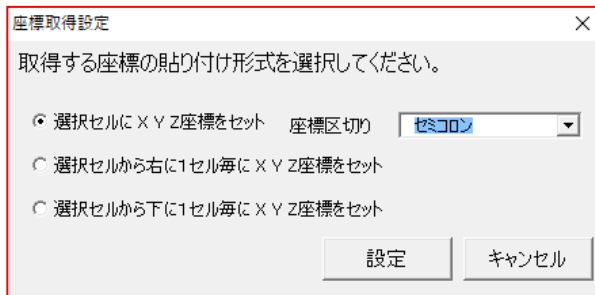 座標取得設定
取得する座標の貼り付け形式を選択してください。
選択セルにＸＹＺ座標をセット 座標区切り セミコロン
選択セルから右に1セル毎にＸＹＺ座標をセット
選択セルから下に1セル毎にＸＹＺ座標をセット
設定 キャンセル